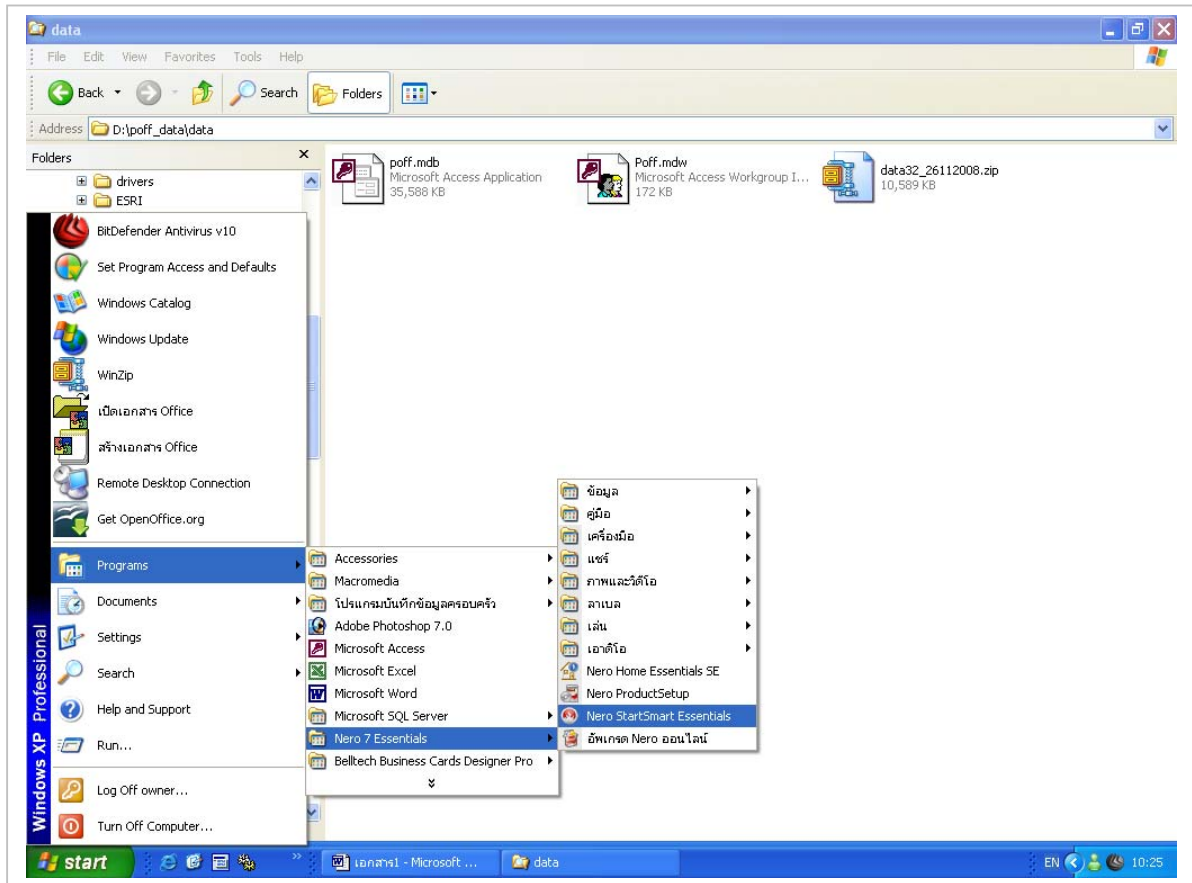 data
File Edit View Favorites Tools Help
Back Search Folders
Address D:\poff_data\data
Folders
drivers
ESRI
poff.mdb
Microsoft Access Application
35,588 KB
Poff.mdw
Microsoft Access Workgroup I...
172 KB
data32_26112008.zip
10,589 KB
BitDefender Antivirus v10
Set Program Access and Defaults
Windows Catalog
Windows Update
WinZip
เปิดเอกสาร Office
สร้างเอกสาร Office
Remote Desktop Connection
Get OpenOffice.org
Programs
Documents
Settings
Search
Help and Support
Run...
Log Off owner...
Turn Off Computer...
Windows XP Professional
Accessories
Macromedia
โปรแกรมบันทึกข้อมูลครอบครัว
Adobe Photoshop 7.0
Microsoft Access
Microsoft Excel
Microsoft Word
Microsoft SQL Server
Nero 7 Essentials
Belltech Business Cards Designer Pro
ข้อมูล
คู่มือ
เครื่องมือ
แชร์
ภาพและวิดีโอ
ลาเบล
เล่น
เอาดิโอ
Nero Home Essentials SE
Nero ProductSetup
Nero StartSmart Essentials
อัพเกรด Nero ออนไลน์
start
เอกสาร1 - Microsoft ...
data
EN
10:25